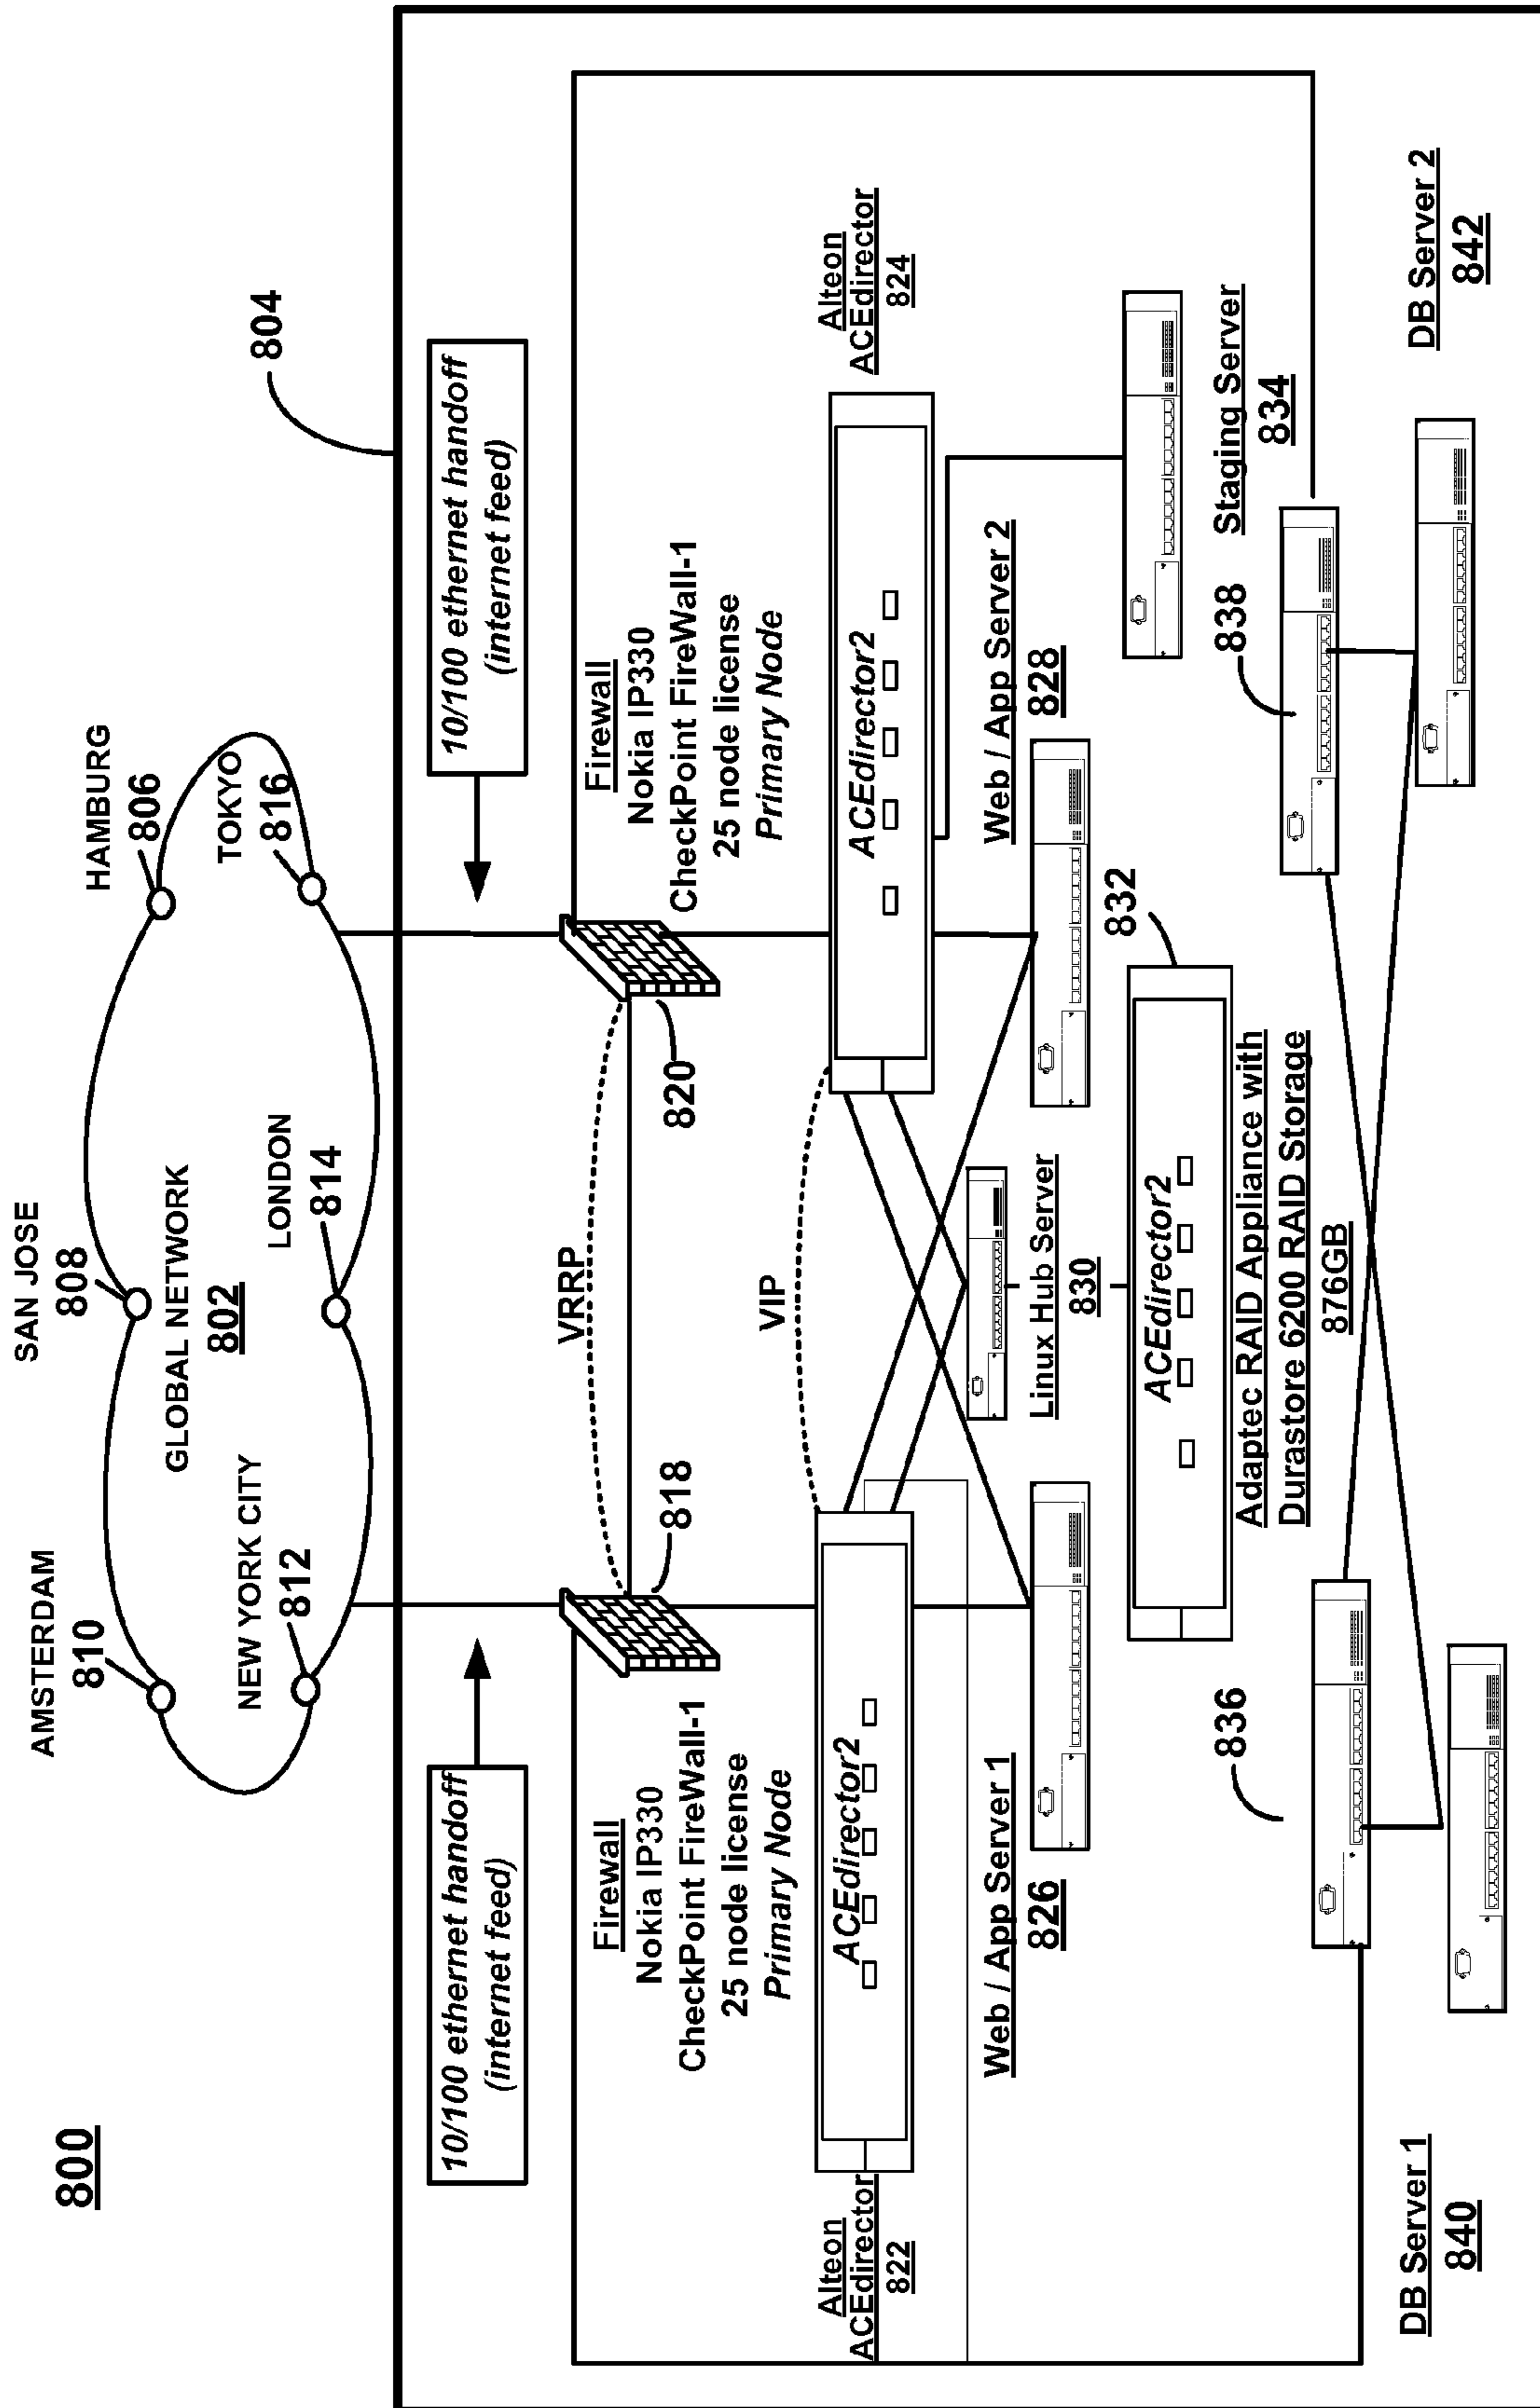 800
AMSTERDAM
810
SAN JOSE
808
HAMBURG
806
GLOBAL NETWORK
802
NEW YORK CITY
812
LONDON
814
TOKYO
816
804
10/100 ethernet handoff
(internet feed)
10/100 ethernet handoff
(internet feed)
Firewall
Nokia IP330
CheckPoint FireWall-1
25 node license
Primary Node
818
VRRP
820
Firewall
Nokia IP330
CheckPoint FireWall-1
25 node license
Primary Node
Alteon
ACEdirector
822
ACEdirector2
VIP
ACEdirector2
Alteon
ACEdirector
824
Web / App Server 1
826
Linux Hub Server
830
Web / App Server 2
828
832
ACEdirector2
Adaptec RAID Appliance with
Durastore 6200 RAID Storage
876GB
Staging Server
834
836
838
DB Server 1
840
DB Server 2
842